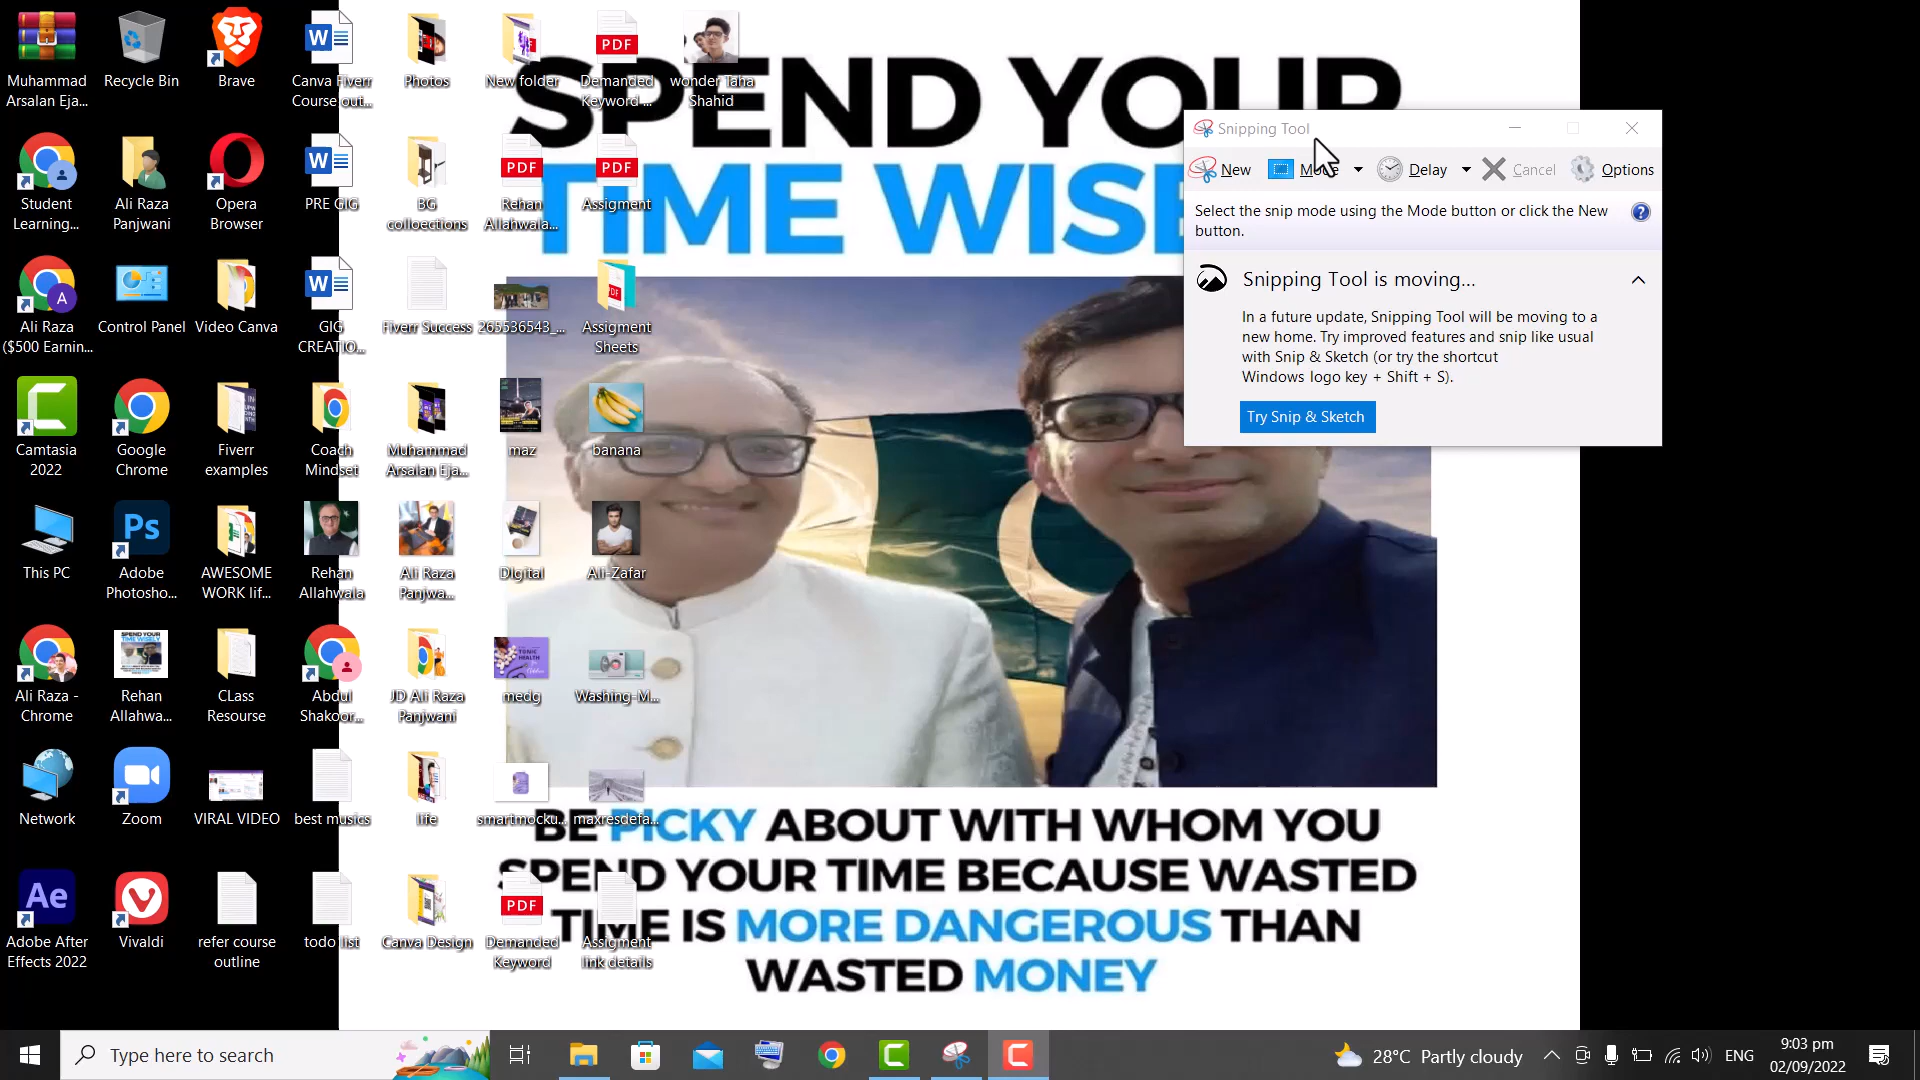 Muhammad
Arsalan Eja...
Recycle Bin
Brave
Canva Fiverr
Course out...
Photos
New folder
PDF
Demanded
Keyword ...
wonder Taha
Shahid
SPEND YOUR
TIME WISE
Student
Learning...
Ali Raza
Panjwani
Opera
Browser
PRE GIG
BG
colloections
PDF
Rehan
Allahwala...
PDF
Assigment
A
Ali Raza
($500 Earnin...
Control Panel
Video Canva
GIG
CREATIO...
Fiverr Success
265536543_...
PDF
Assigment
Sheets
Camtasia
2022
Google
Chrome
Fiverr
examples
Coach
Mindset
Muhammad
Arsalan Eja...
maz
banana
This PC
Ps
Adobe
Photosho...
AWESOME
WORK lif...
Rehan
Allahwala
Ali Raza
Panjwa...
DIgital
Ali-Zafar
Ali Raza -
Chrome
SPEND YOUR
TIME WISELY
Rehan
Allahwa...
CLass
Resourse
Abdul
Shakoor...
JD Ali Raza
Panjwani
TONIC
HEALTH
medg
Washing-M...
Network
Zoom
VIRAL VIDEO
best musics
life
smartmocku...
maxresdefa...
Ae
Adobe After
Effects 2022
Vivaldi
refer course
outline
todo list
Canva Design
PDF
Demanded
Keyword
Assigment
link details
BE PICKY ABOUT WITH WHOM YOU
SPEND YOUR TIME BECAUSE WASTED
TIME IS MORE DANGEROUS THAN
WASTED MONEY
Snipping Tool
New
Mode
Delay
Cancel
Options
Select the snip mode using the Mode button or click the New
button.
Snipping Tool is moving...
In a future update, Snipping Tool will be moving to a
new home. Try improved features and snip like usual
with Snip & Sketch (or try the shortcut
Windows logo key + Shift + S).
Try Snip & Sketch
Type here to search
28°C Partly cloudy
ENG
9:03 pm
02/09/2022